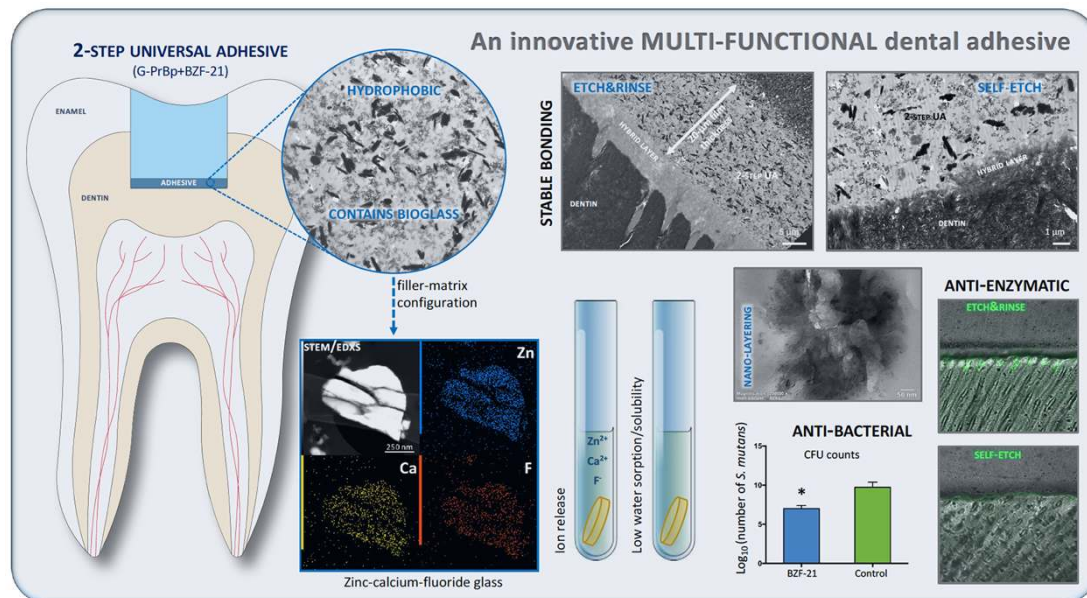 An innovative MULTI-FUNCTIONAL dental adhesive
2-STEP UNIVERSAL ADHESIVE
(G-PrBp+BZF-21)
ENAMEL
ADHESIVE
DENTIN
HYDROPHOBIC
CONTAINS BIOGLASS
filler-matrix
configuration
STEM/EDXS
Zn
250 nm
Ca
F
Zinc-calcium-fluoride glass
STABLE BONDING
ETCH&RINSE
HYBRID LAYER
2-STEP UA
DENTIN
5 µm
SELF-ETCH
2-STEP UA
HYBRID LAYER
DENTIN
1 µm
Ion release
Zn²⁺
Ca²⁺
F⁻
Low water sorption/solubility
NANO-LAYERING
50 nm
ANTI-BACTERIAL
CFU counts
Log₁₀(number of S. mutans)
15
10
5
0
*
BZF-21
Control
ANTI-ENZYMATIC
ETCH&RINSE
SELF-ETCH